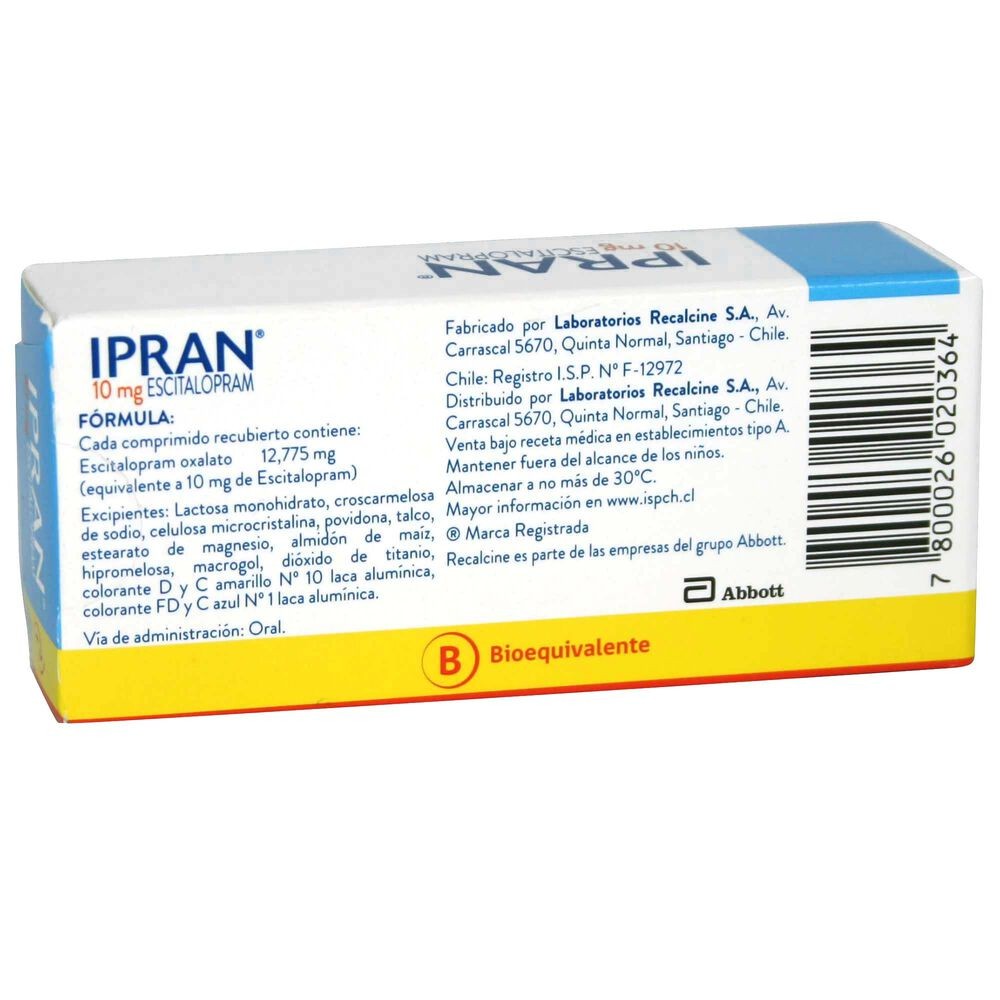 IPRAN®
10 mg ESCITALOPRAM
IPRAN®
10 mg ESCITALOPRAM
FÓRMULA:
Cada comprimido recubierto contiene:
Escitalopram oxalato 12,775 mg
(equivalente a 10 mg de Escitalopram)
Excipientes: Lactosa monohidrato, croscarmelosa
de sodio, celulosa microcristalina, povidona, talco,
estearato de magnesio, almidón de maíz,
hipromelosa, macrogol, dióxido de titanio,
colorante D y C amarillo Nº 10 laca alumínica,
colorante FD y C azul Nº 1 laca alumínica.
Vía de administración: Oral.
Fabricado por Laboratorios Recalcine S.A., Av.
Carrascal 5670, Quinta Normal, Santiago - Chile.
Chile: Registro I.S.P. Nº F-12972
Distribuido por Laboratorios Recalcine S.A., Av.
Carrascal 5670, Quinta Normal, Santiago - Chile.
Venta bajo receta médica en establecimientos tipo A.
Mantener fuera del alcance de los niños.
Almacenar a no más de 30°C.
Mayor información en www.ispch.cl
® Marca Registrada
Recalcine es parte de las empresas del grupo Abbott.
Abbott
B Bioequivalente
7 800026 020364
IPRAN®